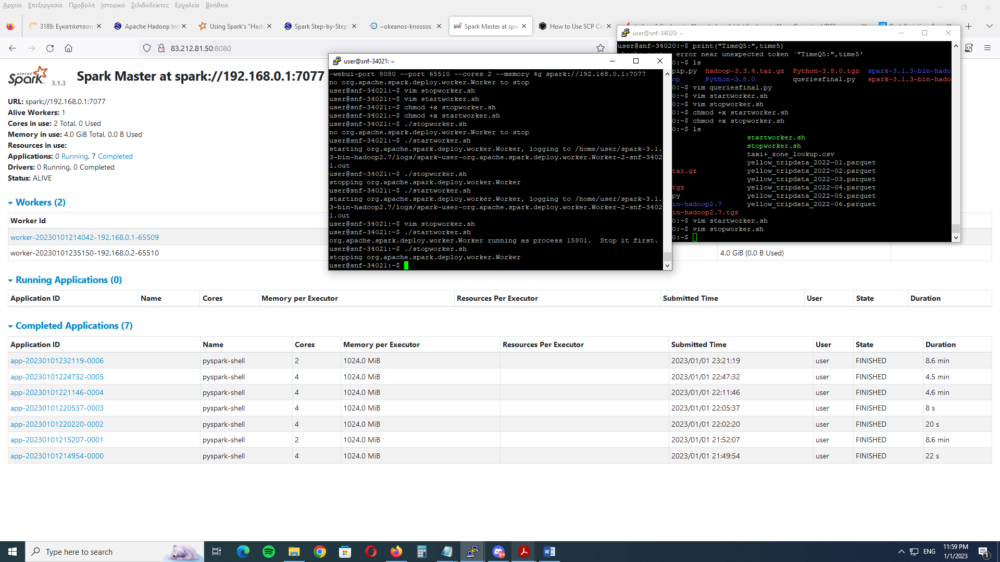 Αρχείο Επεξεργασία Προβολή Ιστορικό Σελιδοδείκτες Εργαλεία Βοήθεια
3189: Εγκατάσταση
Apache Hadoop Ins
Using Spark's "Hado
Spark Step-by-Step
~okeanos-knossos
Spark Master at spar
How to Use SCP Co
83.212.81.50:8080
APACHE Spark 3.1.3 Spark Master at spark://192.168.0.1:7077
URL: spark://192.168.0.1:7077
Alive Workers: 1
Cores in use: 2 Total, 0 Used
Memory in use: 4.0 GiB Total, 0.0 B Used
Resources in use:
Applications: 0 Running, 7 Completed
Drivers: 0 Running, 0 Completed
Status: ALIVE
Workers (2)
Worker Id
worker-20230101214042-192.168.0.1-65509
worker-20230101235150-192.168.0.2-65510
4.0 GiB (0.0 B Used)
user@snf-34021: ~
-webui-port 8080 --port 65510 --cores 2 --memory 4g spark://192.168.0.1:7077
no org.apache.spark.deploy.worker.Worker to stop
user@snf-34021:~$ vim stopworker.sh
user@snf-34021:~$ vim startworker.sh
user@snf-34021:~$ chmod +x stopworker.sh
user@snf-34021:~$ chmod +x startworker.sh
user@snf-34021:~$ ./stopworker.sh
no org.apache.spark.deploy.worker.Worker to stop
user@snf-34021:~$ ./startworker.sh
starting org.apache.spark.deploy.worker.Worker, logging to /home/user/spark-3.1.
3-bin-hadoop2.7/logs/spark-user-org.apache.spark.deploy.worker.Worker-2-snf-3402
1.out
user@snf-34021:~$ ./stopworker.sh
stopping org.apache.spark.deploy.worker.Worker
user@snf-34021:~$ ./startworker.sh
starting org.apache.spark.deploy.worker.Worker, logging to /home/user/spark-3.1.
3-bin-hadoop2.7/logs/spark-user-org.apache.spark.deploy.worker.Worker-2-snf-3402
1.out
user@snf-34021:~$ vim stopworker.sh
user@snf-34021:~$ ./startworker.sh
org.apache.spark.deploy.worker.Worker running as process 15801.  Stop it first.
user@snf-34021:~$ ./stopworker.sh
stopping org.apache.spark.deploy.worker.Worker
user@snf-34021:~$
user@snf-34020: ~
user@snf-34020:~$ print("TimeQ5:",time5)
error near unexpected token `"TimeQ5:",time5'
0:~$ ls
pip.py hadoop-3.3.4.tar.gz Python-3.8.0.tgz spark-3.1.3-bin-hado
op Python-3.8.0 queriesfinal.py spark-3.1.3-bin-hado
0:~$ vim queriesfinal.py
0:~$ vim startworker.sh
0:~$ vim stopworker.sh
0:~$ chmod +x startworker.sh
0:~$ chmod +x stopworker.sh
0:~$ ls
startworker.sh
stopworker.sh
taxi+_zone_lookup.csv
yellow_tripdata_2022-01.parquet
tar.gz yellow_tripdata_2022-02.parquet
yellow_tripdata_2022-03.parquet
tgz yellow_tripdata_2022-04.parquet
py yellow_tripdata_2022-05.parquet
in-hadoop2.7 yellow_tripdata_2022-06.parquet
in-hadoop2.7.tgz
0:~$ vim startworker.sh
0:~$ vim stopworker.sh
0:~$
Running Applications (0)
Application ID Name Cores Memory per Executor Resources Per Executor Submitted Time User State Duration
Completed Applications (7)
Application ID Name Cores Memory per Executor Resources Per Executor Submitted Time User State Duration
app-20230101232119-0006 pyspark-shell 2 1024.0 MiB 2023/01/01 23:21:19 user FINISHED 8.6 min
app-20230101224732-0005 pyspark-shell 4 1024.0 MiB 2023/01/01 22:47:32 user FINISHED 4.5 min
app-20230101221146-0004 pyspark-shell 4 1024.0 MiB 2023/01/01 22:11:46 user FINISHED 4.6 min
app-20230101220537-0003 pyspark-shell 4 1024.0 MiB 2023/01/01 22:05:37 user FINISHED 8 s
app-20230101220220-0002 pyspark-shell 4 1024.0 MiB 2023/01/01 22:02:20 user FINISHED 20 s
app-20230101215207-0001 pyspark-shell 2 1024.0 MiB 2023/01/01 21:52:07 user FINISHED 8.6 min
app-20230101214954-0000 pyspark-shell 4 1024.0 MiB 2023/01/01 21:49:54 user FINISHED 22 s
Type here to search
9+
ENG
11:59 PM
1/1/2023
1